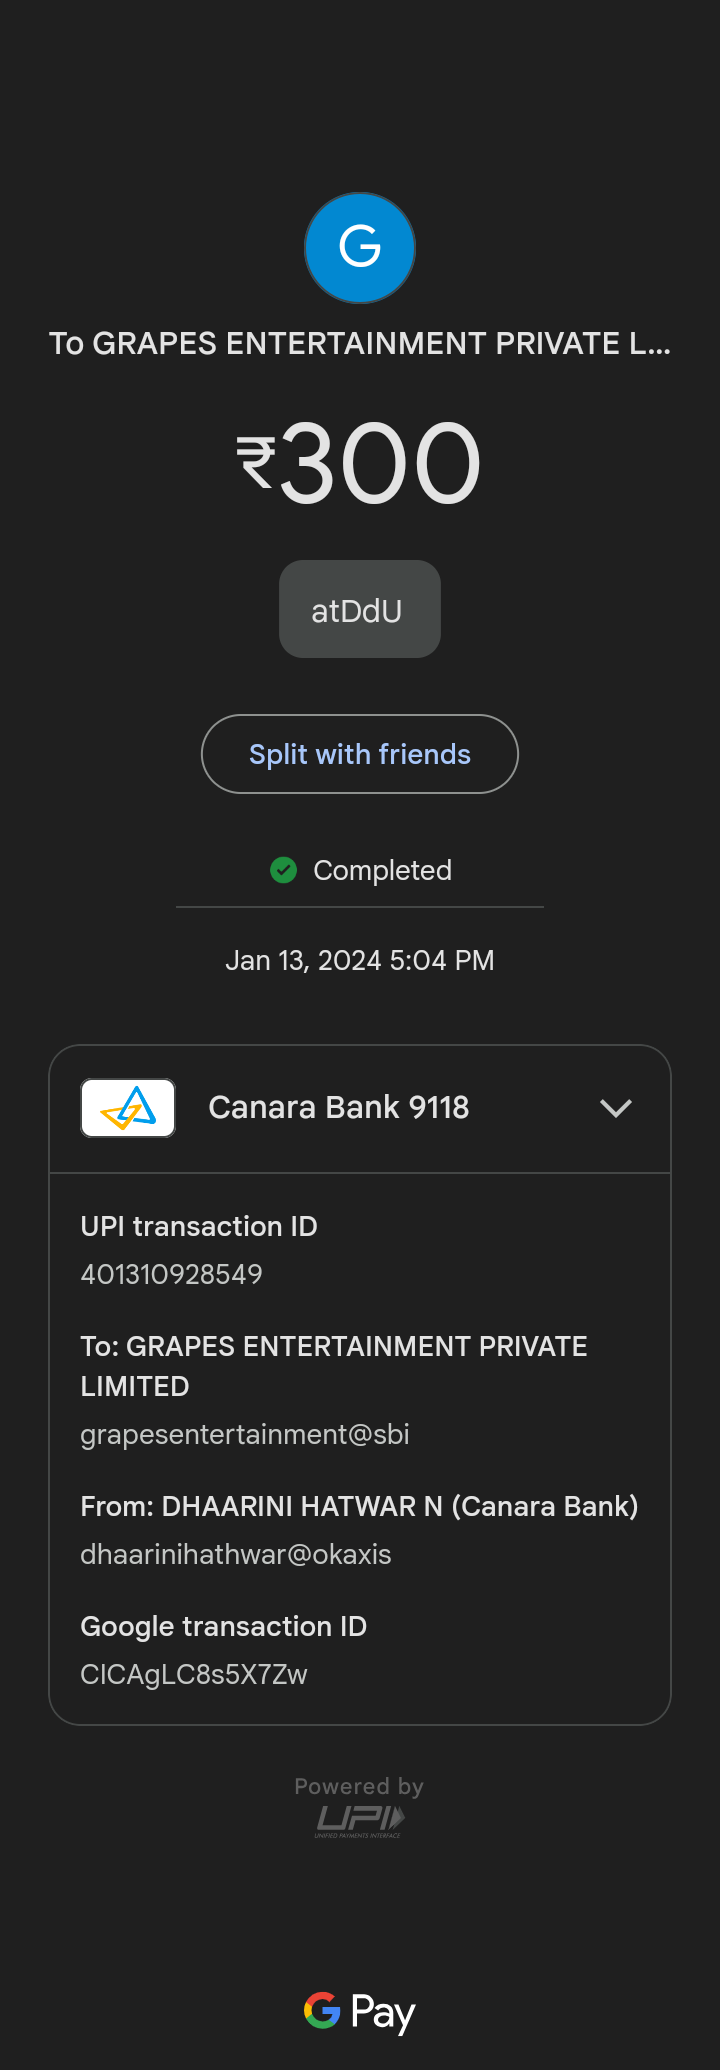 G
To GRAPES ENTERTAINMENT PRIVATE L...
₹300
atDdU
Split with friends
Completed
Jan 13, 2024 5:04 PM
Canara Bank 9118
UPI transaction ID
401310928549
To: GRAPES ENTERTAINMENT PRIVATE
LIMITED
grapesentertainment@sbi
From: DHAARINI HATWAR N (Canara Bank)
dhaarinihathwar@okaxis
Google transaction ID
CICAgLC8s5X7Zw
Powered by
UPI
UNIFIED PAYMENTS INTERFACE
G Pay